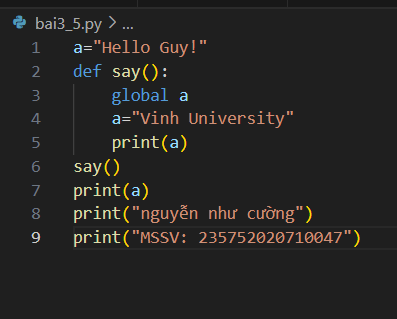 bai3_5.py > ...
1 a="Hello Guy!"
2 def say():
3     global a
4     a="Vinh University"
5     print(a)
6 say()
7 print(a)
8 print("nguyễn như cường")
9 print("MSSV: 235752020710047")